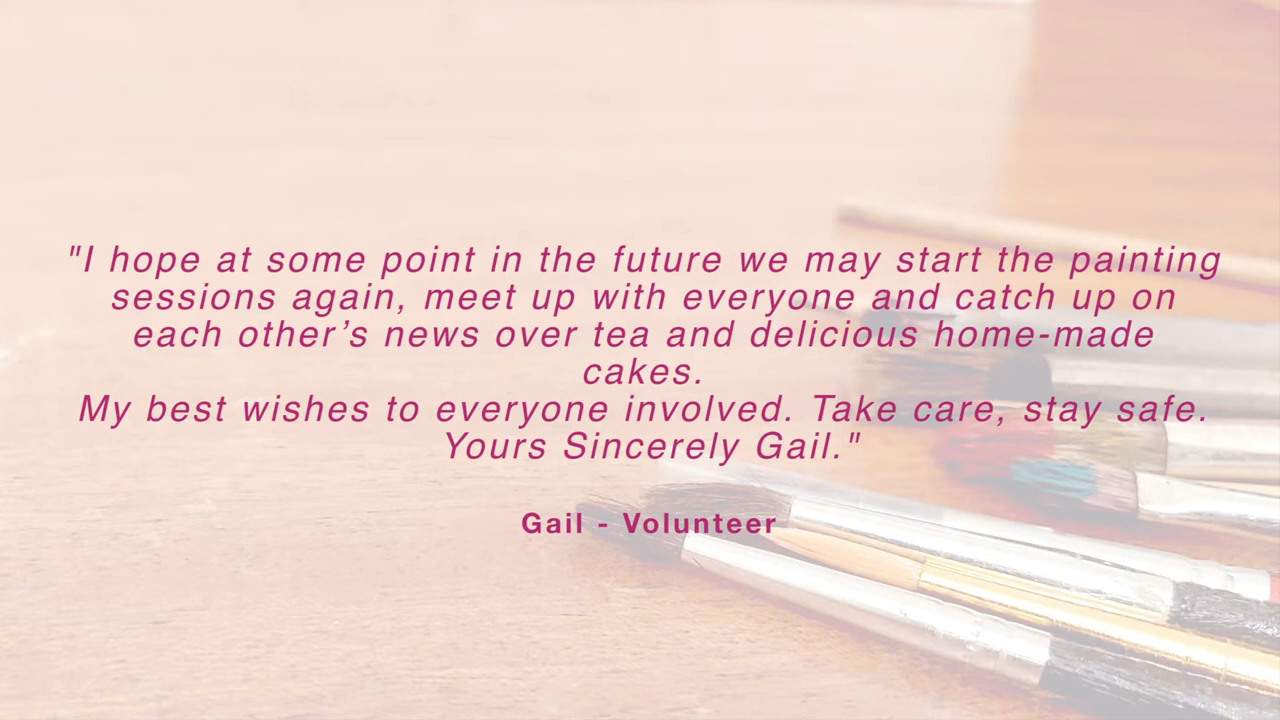 "I hope at some point in the future we may start the painting
sessions again, meet up with everyone and catch up on
each other’s news over tea and delicious home-made
cakes.
My best wishes to everyone involved. Take care, stay safe.
Yours Sincerely Gail."
Gail - Volunteer